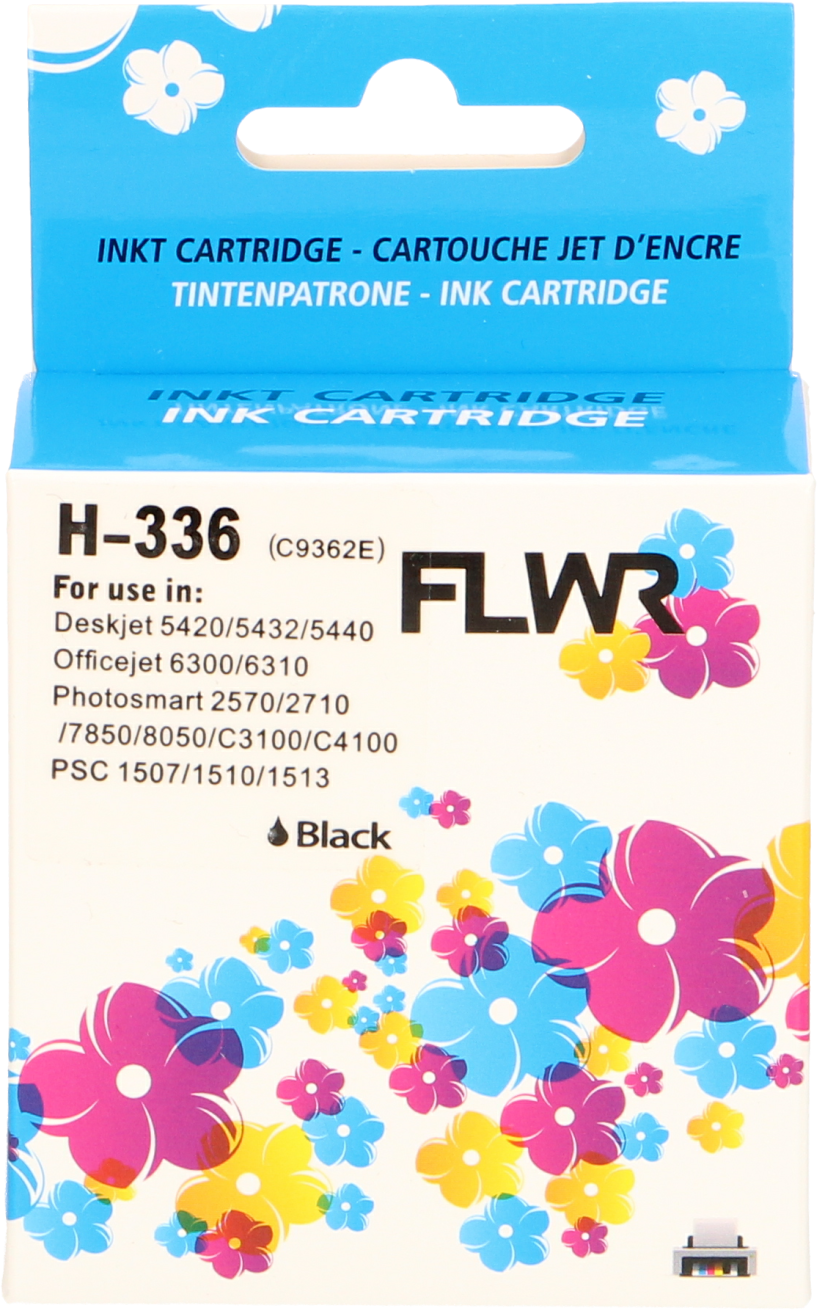 INKT CARTRIDGE - CARTOUCHE JET D'ENCRE
TINTENPATRONE - INK CARTRIDGE
INKT CARTRIDGE
INK CARTRIDGE
H-336 (C9362E)
FLWR
For use in:
Deskjet 5420/5432/5440
Officejet 6300/6310
Photosmart 2570/2710
/7850/8050/C3100/C4100
PSC 1507/1510/1513
Black